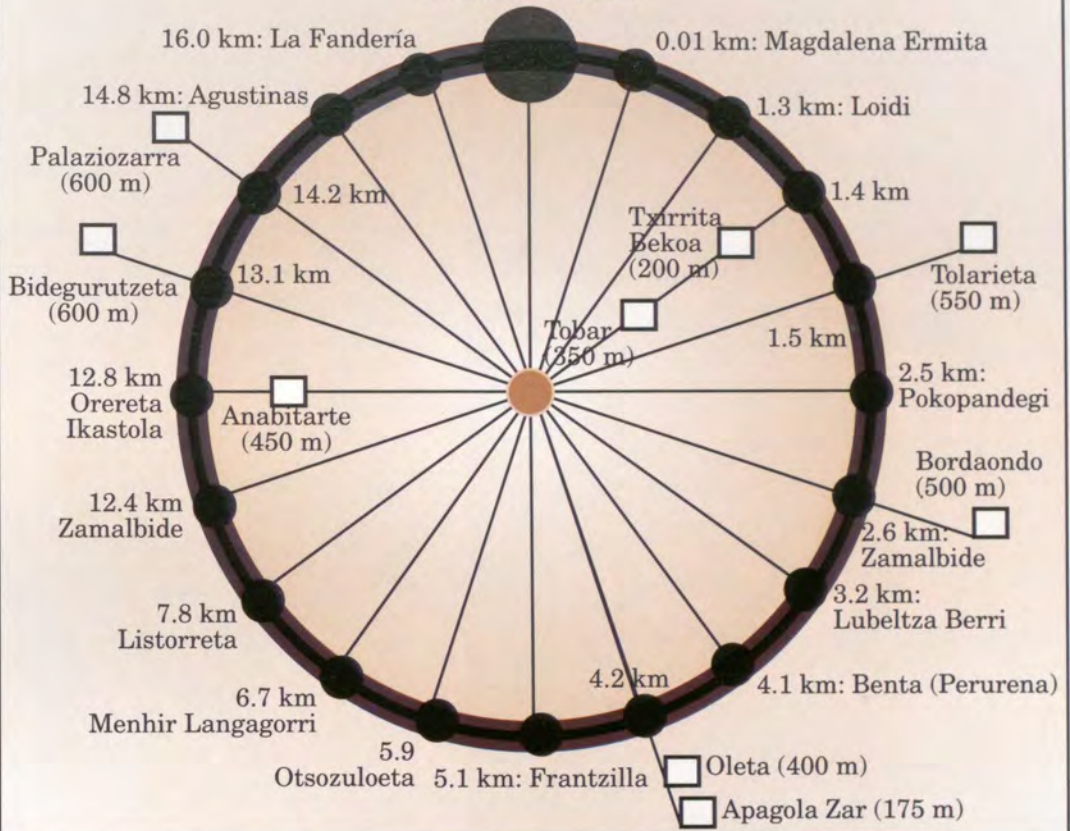 16.0 km: La Fandería
0.01 km: Magdalena Ermita
14.8 km: Agustinas
1.3 km: Loidi
Palaziozarra
(600 m)
14.2 km
1.4 km
Txirrita
Bekoa
(200 m)
Bidegurutzeta
(600 m)
13.1 km
Tolarieta
(550 m)
Tobar
(350 m)
1.5 km
12.8 km
Orereta
Ikastola
Anabitarte
(450 m)
2.5 km:
Pokopandegi
Bordaondo
(500 m)
12.4 km
Zamalbide
2.6 km:
Zamalbide
7.8 km
Listorreta
3.2 km:
Lubeltza Berri
6.7 km
Menhir Langagorri
4.2 km
4.1 km: Benta (Perurena)
5.9
Otsozuloeta
5.1 km: Frantzilla
Oleta (400 m)
Apagola Zar (175 m)